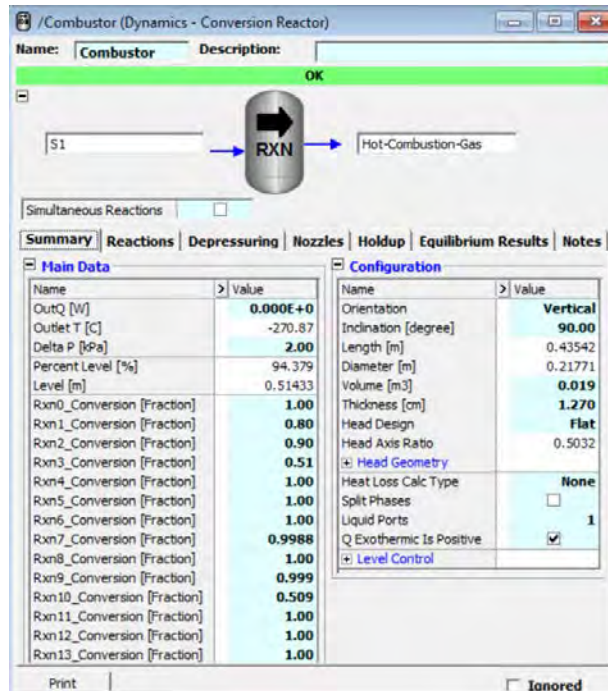 /Combustor (Dynamics - Conversion Reactor)
Name: Combustor Description:
OK
S1 RXN Hot-Combustion-Gas
Simultaneous Reactions
Summary Reactions Depressuring Nozzles Holdup Equilibrium Results Notes
Main Data
Name > Value
OutQ [W] 0.000E+0
Outlet T [C] -270.87
Delta P [kPa] 2.00
Percent Level [%] 94.379
Level [m] 0.51433
Rxn0_Conversion [Fraction] 1.00
Rxn1_Conversion [Fraction] 0.80
Rxn2_Conversion [Fraction] 0.90
Rxn3_Conversion [Fraction] 0.51
Rxn4_Conversion [Fraction] 1.00
Rxn5_Conversion [Fraction] 1.00
Rxn6_Conversion [Fraction] 1.00
Rxn7_Conversion [Fraction] 0.9988
Rxn8_Conversion [Fraction] 1.00
Rxn9_Conversion [Fraction] 0.999
Rxn10_Conversion [Fraction] 0.509
Rxn11_Conversion [Fraction] 1.00
Rxn12_Conversion [Fraction] 1.00
Rxn13_Conversion [Fraction] 1.00
Configuration
Name > Value
Orientation Vertical
Inclination [degree] 90.00
Length [m] 0.43542
Diameter [m] 0.21771
Volume [m3] 0.019
Thickness [cm] 1.270
Head Design Flat
Head Axis Ratio 0.5032
Head Geometry
Heat Loss Calc Type None
Split Phases
Liquid Ports 1
Q Exothermic Is Positive
Level Control
Print Ignored